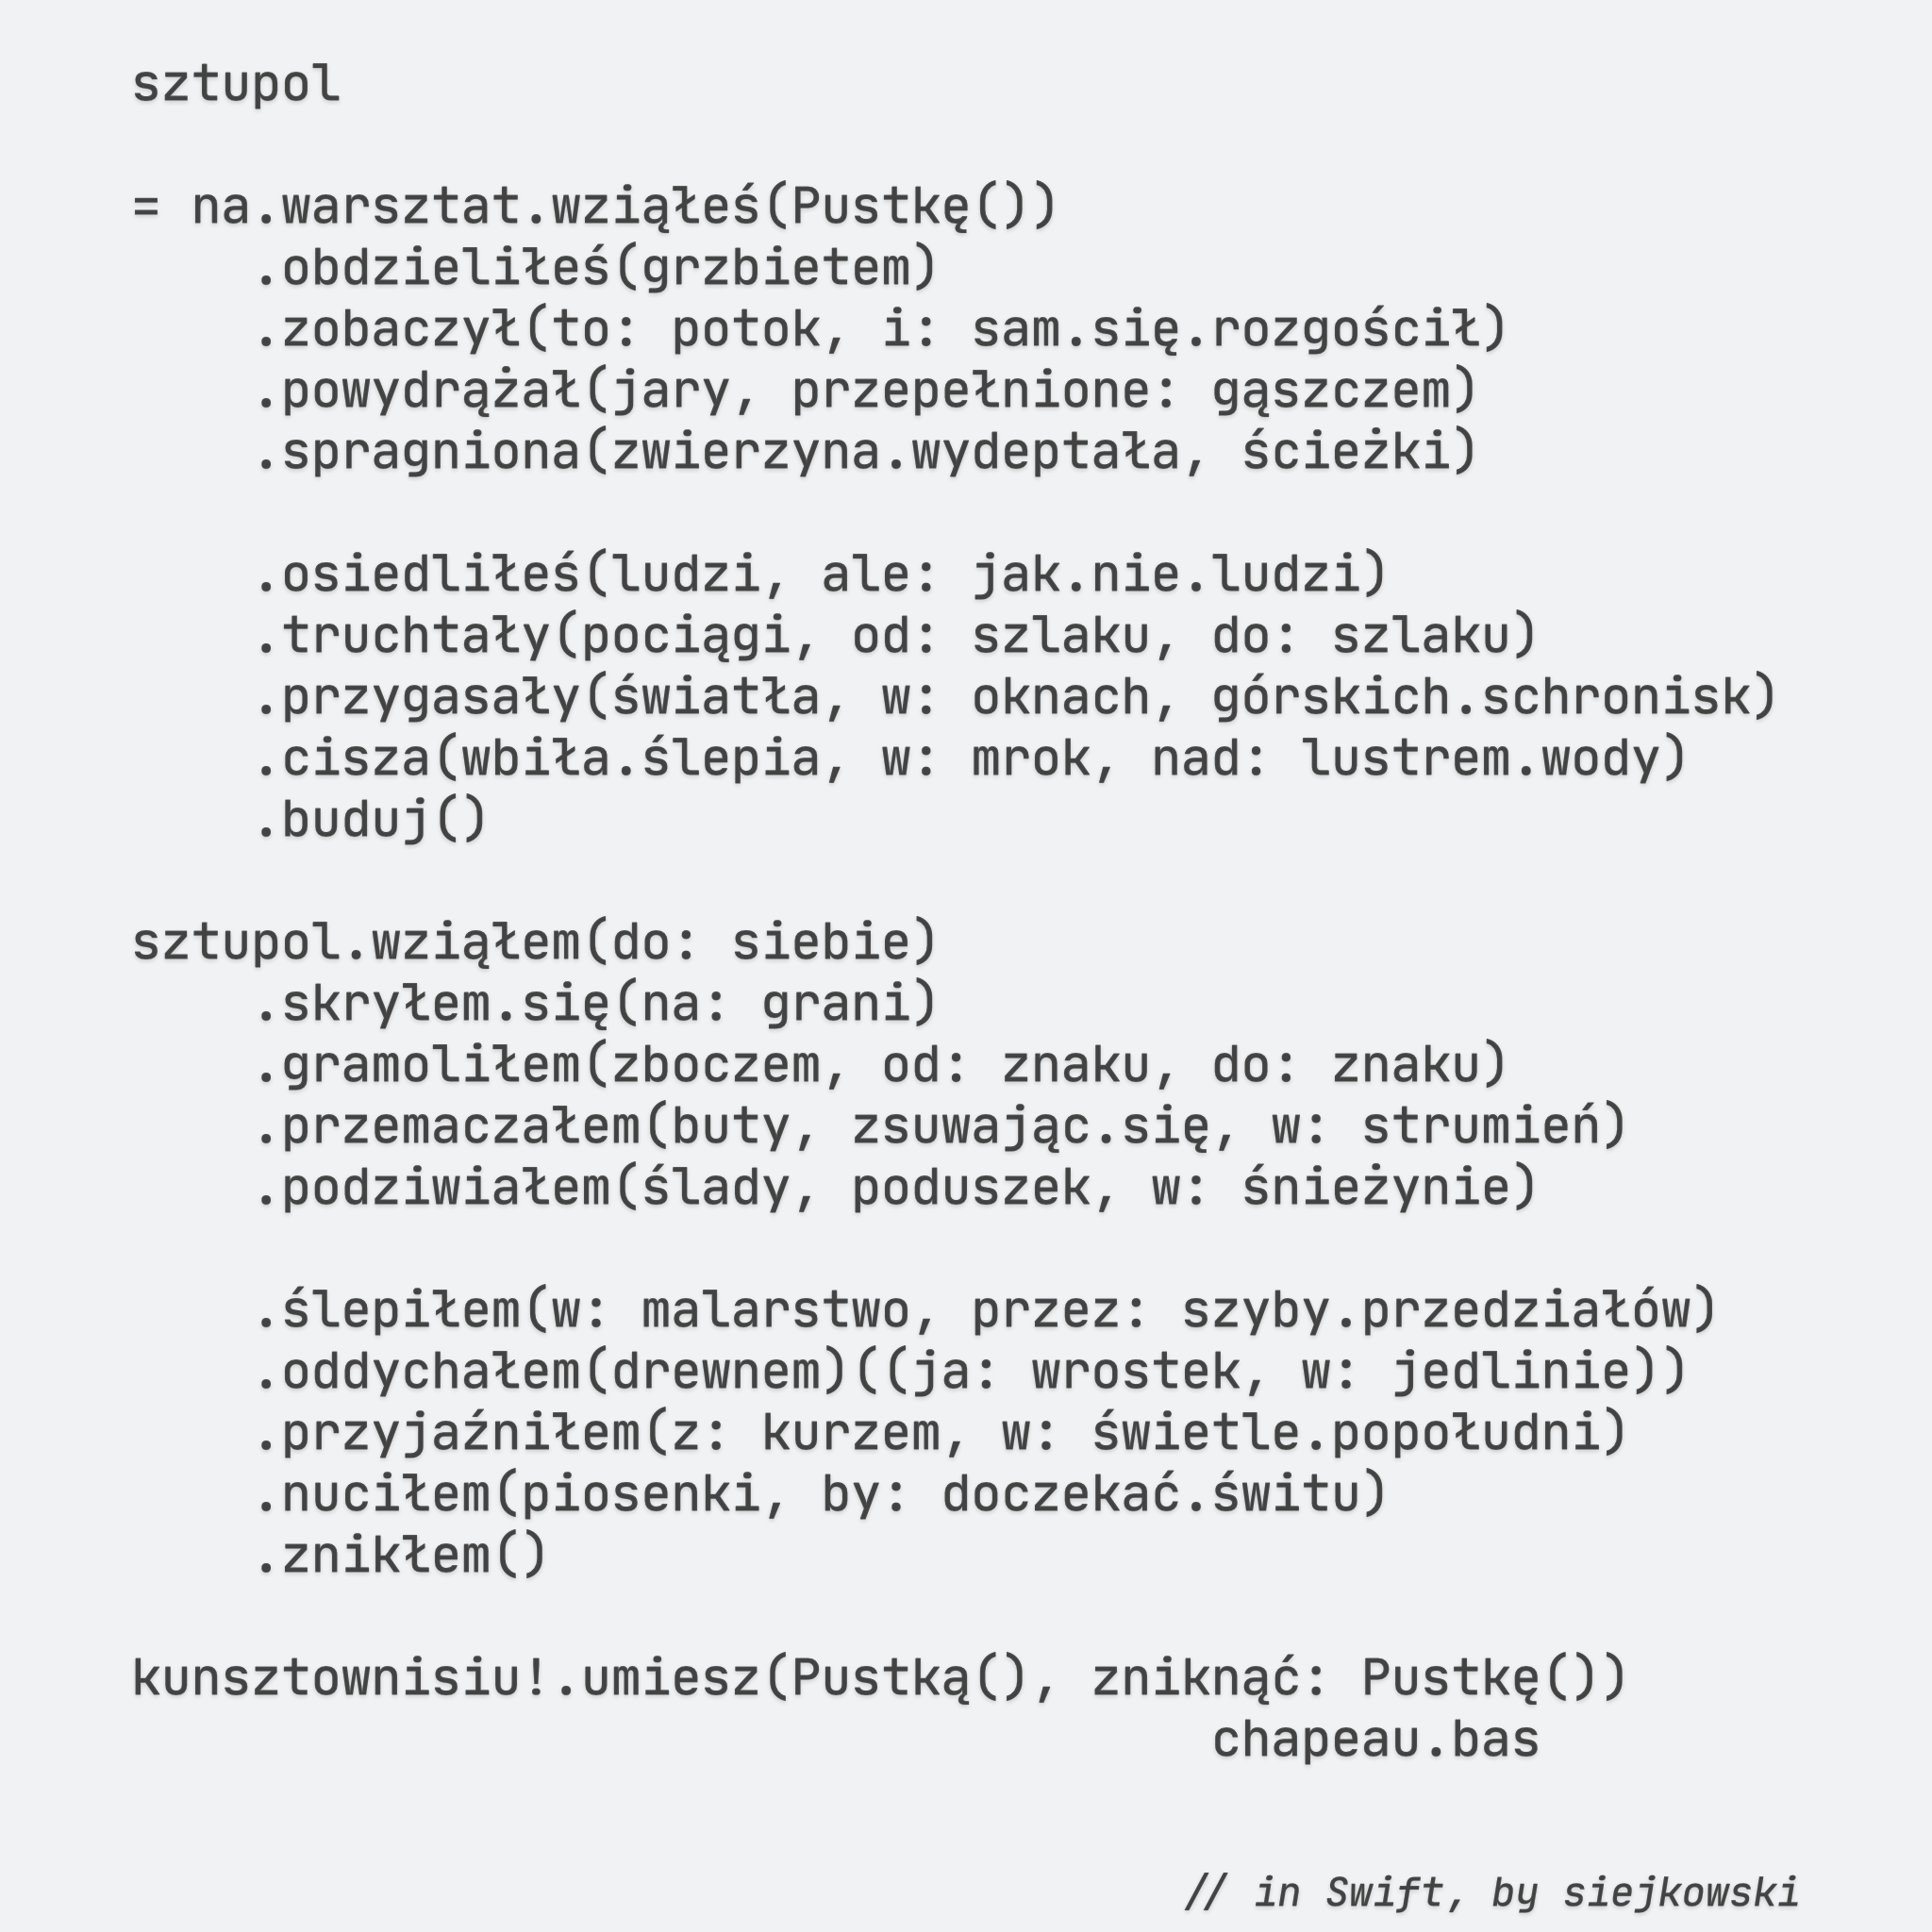 sztupol
= na.warsztat.wziąłeś(Pustkę())
.obdzieliłeś(grzbietem)
.zobaczył(to: potok, i: sam.się.rozgościł)
.powydrążał(jary, przepełnione: gąszczem)
.spragniona(zwierzyna.wydeptała, ścieżki)
.osiedliłeś(ludzi, ale: jak.nie.ludzi)
.truchtały(pociągi, od: szlaku, do: szlaku)
.przygasały(światła, w: oknach, górskich.schronisk)
.cisza(wbiła.ślepia, w: mrok, nad: lustrem.wody)
.buduj()
sztupol.wziąłem(do: siebie)
.skryłem.się(na: grani)
.gramoliłem(zboczem, od: znaku, do: znaku)
.przemaczałem(buty, zsuwając.się, w: strumień)
.podziwiałem(ślady, poduszek, w: śnieżynie)
.ślepiłem(w: malarstwo, przez: szyby.przedziałów)
.oddychałem(drewnem)((ja: wrostek, w: jedlinie))
.przyjaźniłem(z: kurzem, w: świetle.popołudni)
.nuciłem(piosenki, by: doczekać.świtu)
.znikłem()
kunsztownisiu!.umiesz(Pustką(), zniknąć: Pustkę())
chapeau.bas
// in Swift, by siejkowski